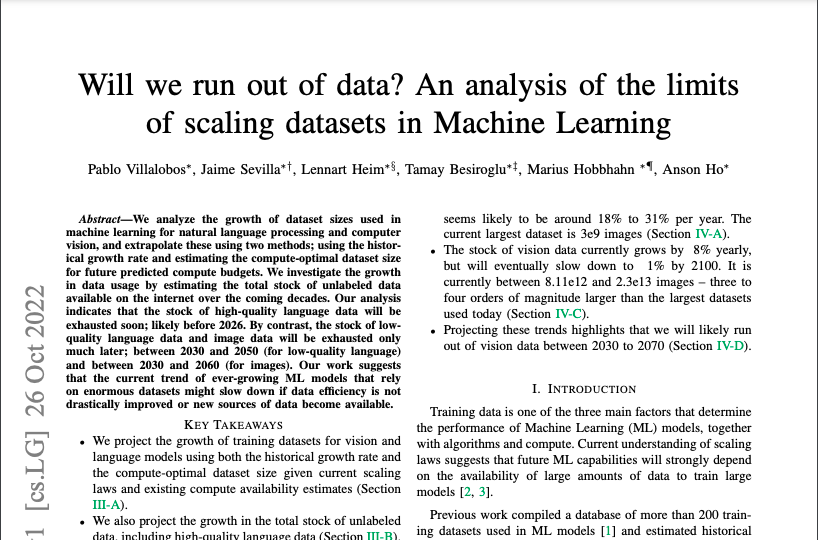 Will we run out of data? An analysis of the limits
of scaling datasets in Machine Learning
Pablo Villalobos*, Jaime Sevilla*†, Lennart Heim*§, Tamay Besiroglu*‡, Marius Hobbhahn *¶, Anson Ho*
Abstract—We analyze the growth of dataset sizes used in
machine learning for natural language processing and computer
vision, and extrapolate these using two methods; using the histor-
ical growth rate and estimating the compute-optimal dataset size
for future predicted compute budgets. We investigate the growth
in data usage by estimating the total stock of unlabeled data
available on the internet over the coming decades. Our analysis
indicates that the stock of high-quality language data will be
exhausted soon; likely before 2026. By contrast, the stock of low-
quality language data and image data will be exhausted only
much later; between 2030 and 2050 (for low-quality language)
and between 2030 and 2060 (for images). Our work suggests
that the current trend of ever-growing ML models that rely
on enormous datasets might slow down if data efficiency is not
drastically improved or new sources of data become available.
KEY TAKEAWAYS
• We project the growth of training datasets for vision and
language models using both the historical growth rate and
the compute-optimal dataset size given current scaling
laws and existing compute availability estimates (Section
III-A).
• We also project the growth in the total stock of unlabeled
data, including high-quality language data (Section III-B).
seems likely to be around 18% to 31% per year. The
current largest dataset is 3e9 images (Section IV-A).
• The stock of vision data currently grows by 8% yearly,
but will eventually slow down to 1% by 2100. It is
currently between 8.11e12 and 2.3e13 images – three to
four orders of magnitude larger than the largest datasets
used today (Section IV-C).
• Projecting these trends highlights that we will likely run
out of vision data between 2030 to 2070 (Section IV-D).
I. INTRODUCTION
Training data is one of the three main factors that determine
the performance of Machine Learning (ML) models, together
with algorithms and compute. Current understanding of scaling
laws suggests that future ML capabilities will strongly depend
on the availability of large amounts of data to train large
models [2, 3].
Previous work compiled a database of more than 200 train-
ing datasets used in ML models [1] and estimated historical
[cs.LG] 26 Oct 2022